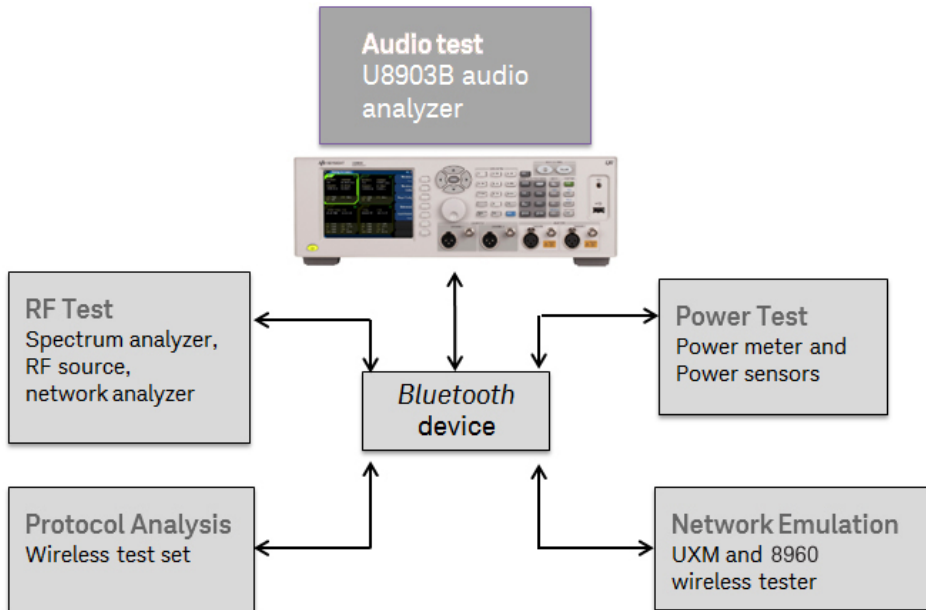 Audio test
U8903B audio
analyzer
RF Test
Spectrum analyzer,
RF source,
network analyzer
Power Test
Power meter and
Power sensors
Bluetooth
device
Protocol Analysis
Wireless test set
Network Emulation
UXM and 8960
wireless tester